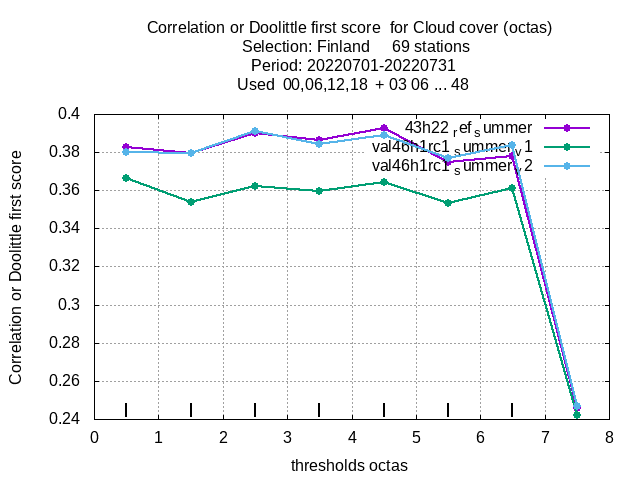 Correlation or Doolittle first score  for Cloud cover (octas)
Selection: Finland     69 stations
Period: 20220701-20220731
Used  00,06,12,18  + 03 06 ... 48
Correlation or Doolittle first score
0.4
0.38
0.36
0.34
0.32
0.3
0.28
0.26
0.24
43h22 ref summer
val46h1rc1 summer v1
val46h1rc1 summer v2
0 1 2 3 4 5 6 7 8
thresholds octas